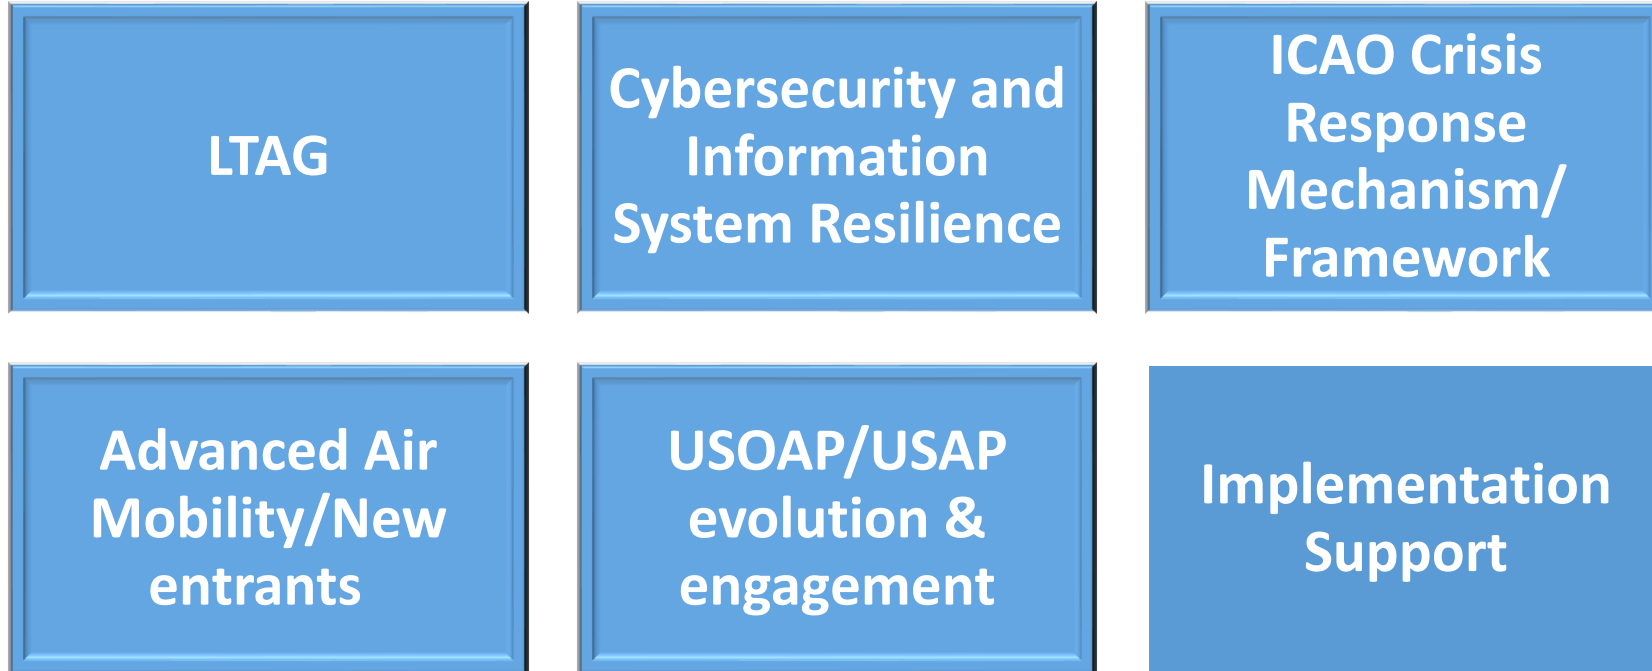 LTAG
Cybersecurity and
Information
System Resilience
ICAO Crisis
Response
Mechanism/
Framework
Advanced Air
Mobility/New
entrants
USOAP/USAP
evolution &
engagement
Implementation
Support